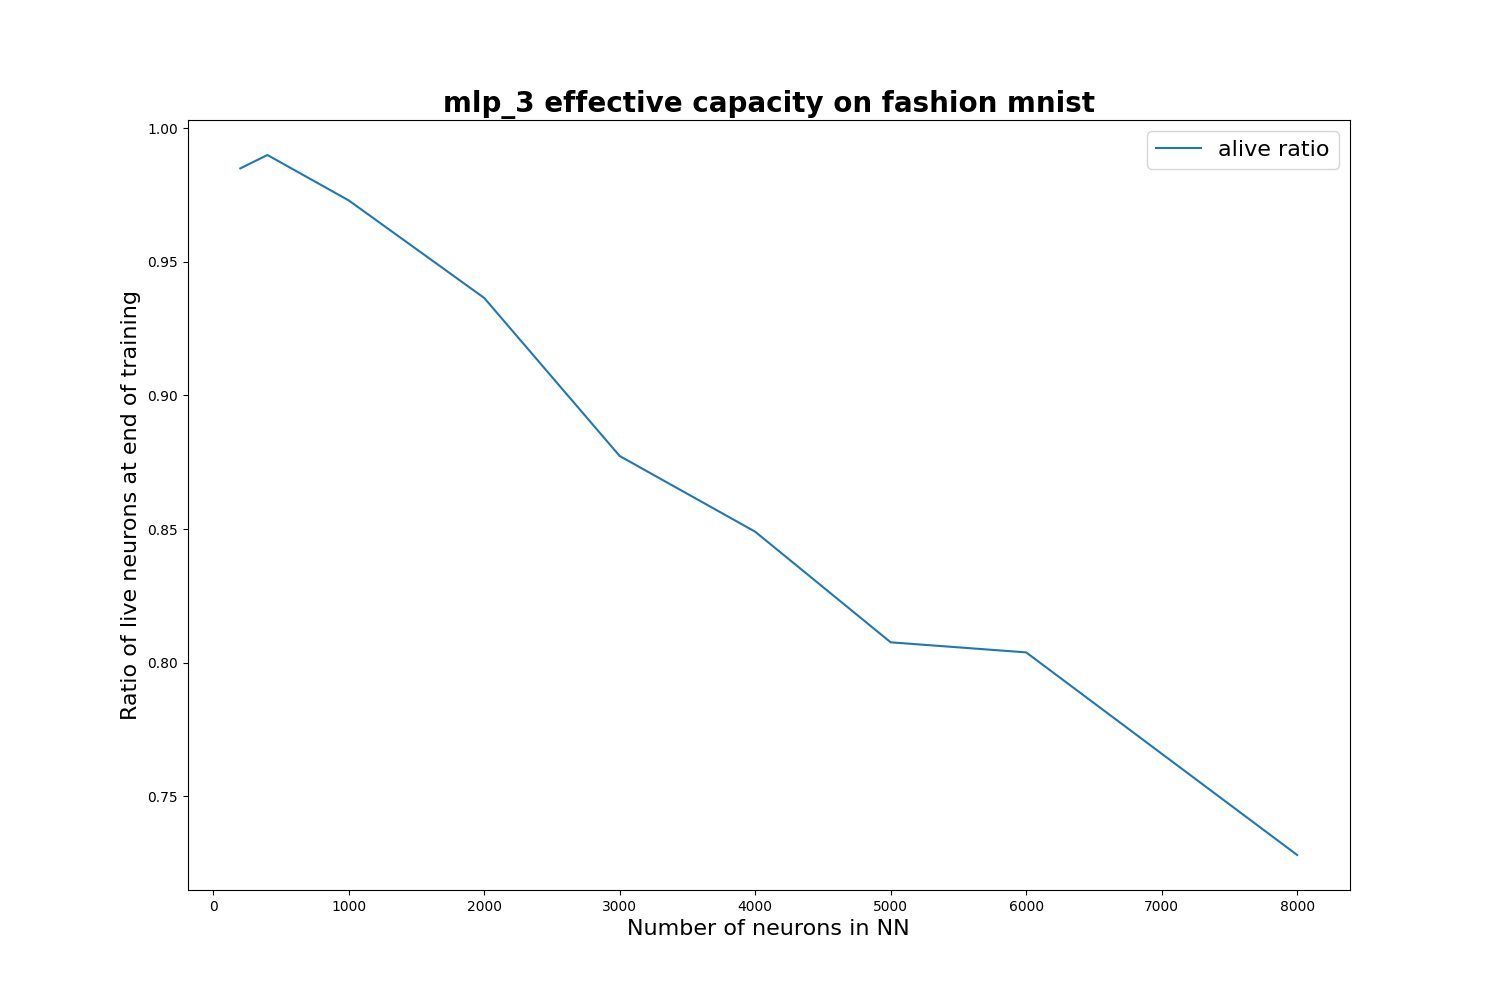 mlp_3 effective capacity on fashion mnist
alive ratio
Ratio of live neurons at end of training
1.00
0.95
0.90
0.85
0.80
0.75
0 1000 2000 3000 4000 5000 6000 7000 8000
Number of neurons in NN